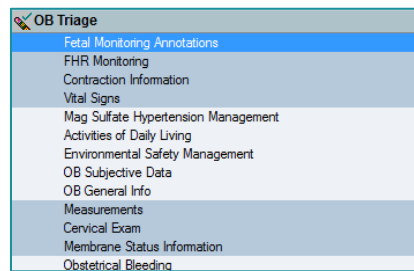 OB Triage
Fetal Monitoring Annotations
FHR Monitoring
Contraction Information
Vital Signs
Mag Sulfate Hypertension Management
Activities of Daily Living
Environmental Safety Management
OB Subjective Data
OB General Info
Measurements
Cervical Exam
Membrane Status Information
Obstetrical Bleeding